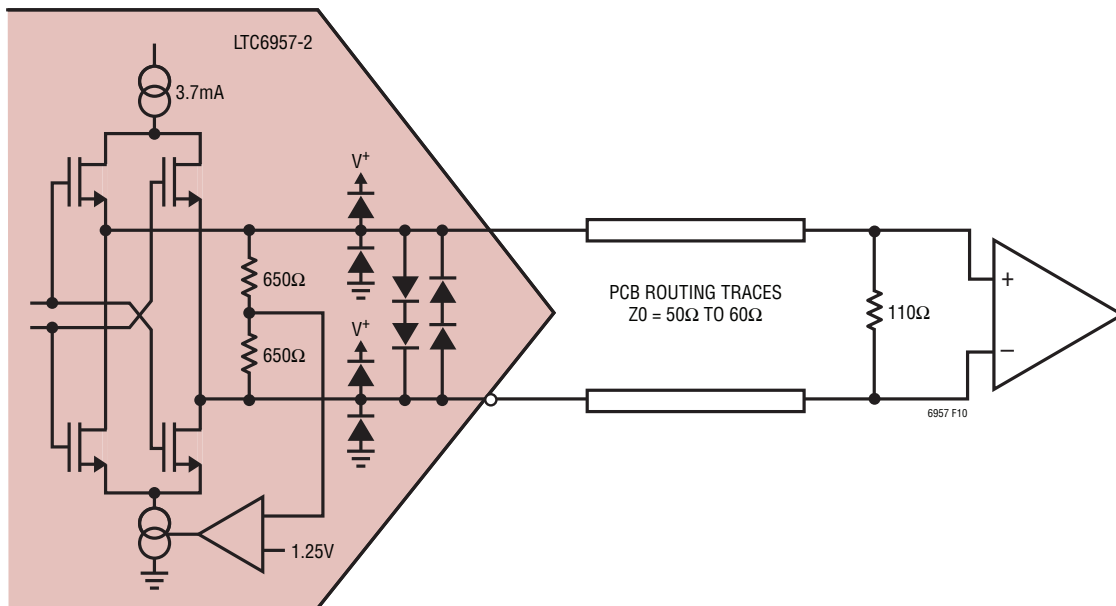 LTC6957-2
3.7mA
V+
650Ω
650Ω
V+
1.25V
PCB ROUTING TRACES
Z0 = 50Ω TO 60Ω
110Ω
+
−
6957 F10